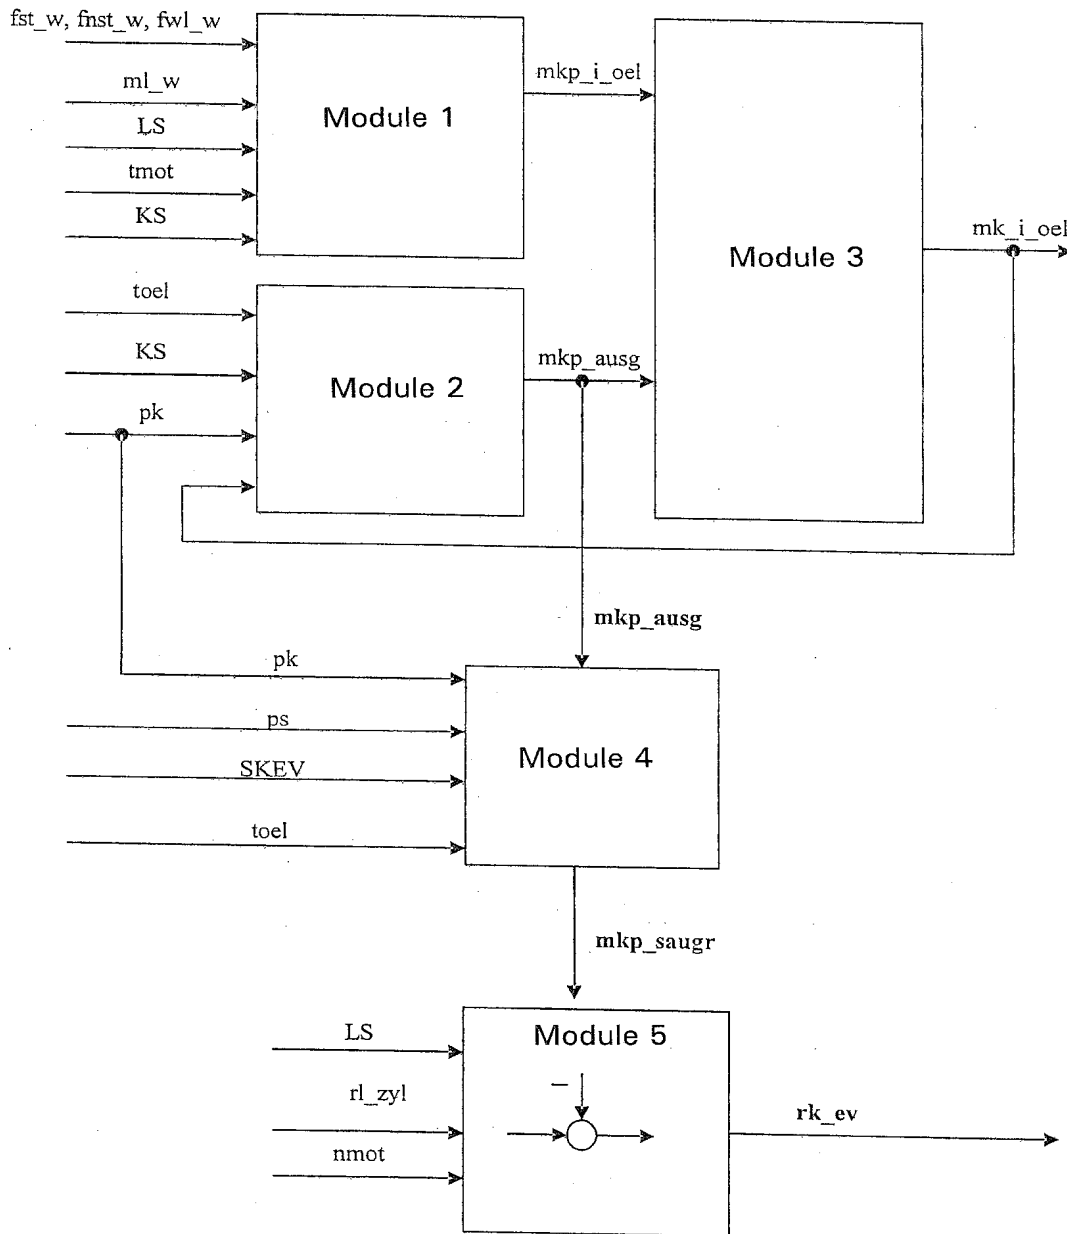 fst_w, fnst_w, fwl_w
ml_w
LS
tmot
KS
Module 1
mkp_i_oel
Module 3
mk_i_oel
toel
KS
pk
Module 2
mkp_ausg
mkp_ausg
pk
ps
SKEV
toel
Module 4
mkp_saugr
LS
rl_zyl
nmot
Module 5
–
rk_ev